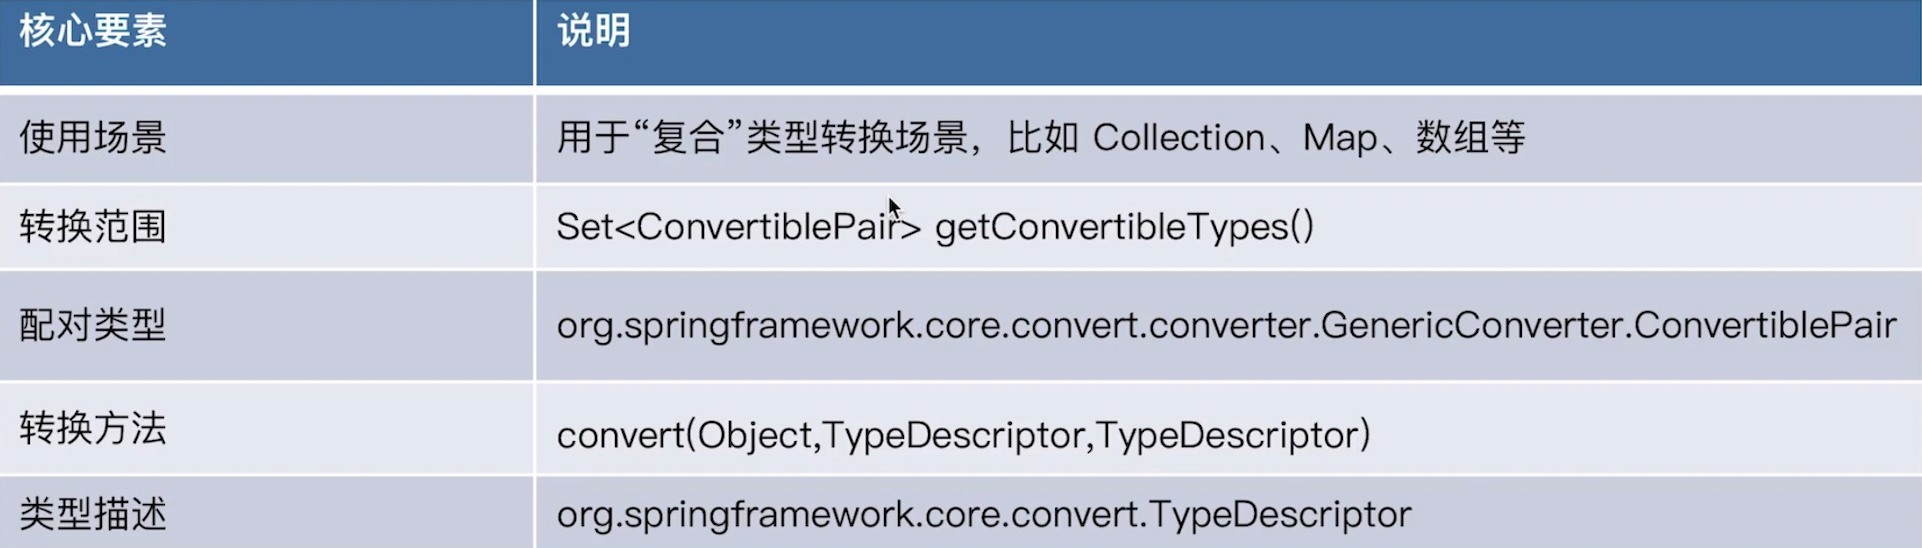 核心要素 说明
使用场景 用于“复合”类型转换场景，比如 Collection、Map、数组等
转换范围 Set<ConvertiblePair> getConvertibleTypes()
配对类型 org.springframework.core.convert.converter.GenericConverter.ConvertiblePair
转换方法 convert(Object,TypeDescriptor,TypeDescriptor)
类型描述 org.springframework.core.convert.TypeDescriptor